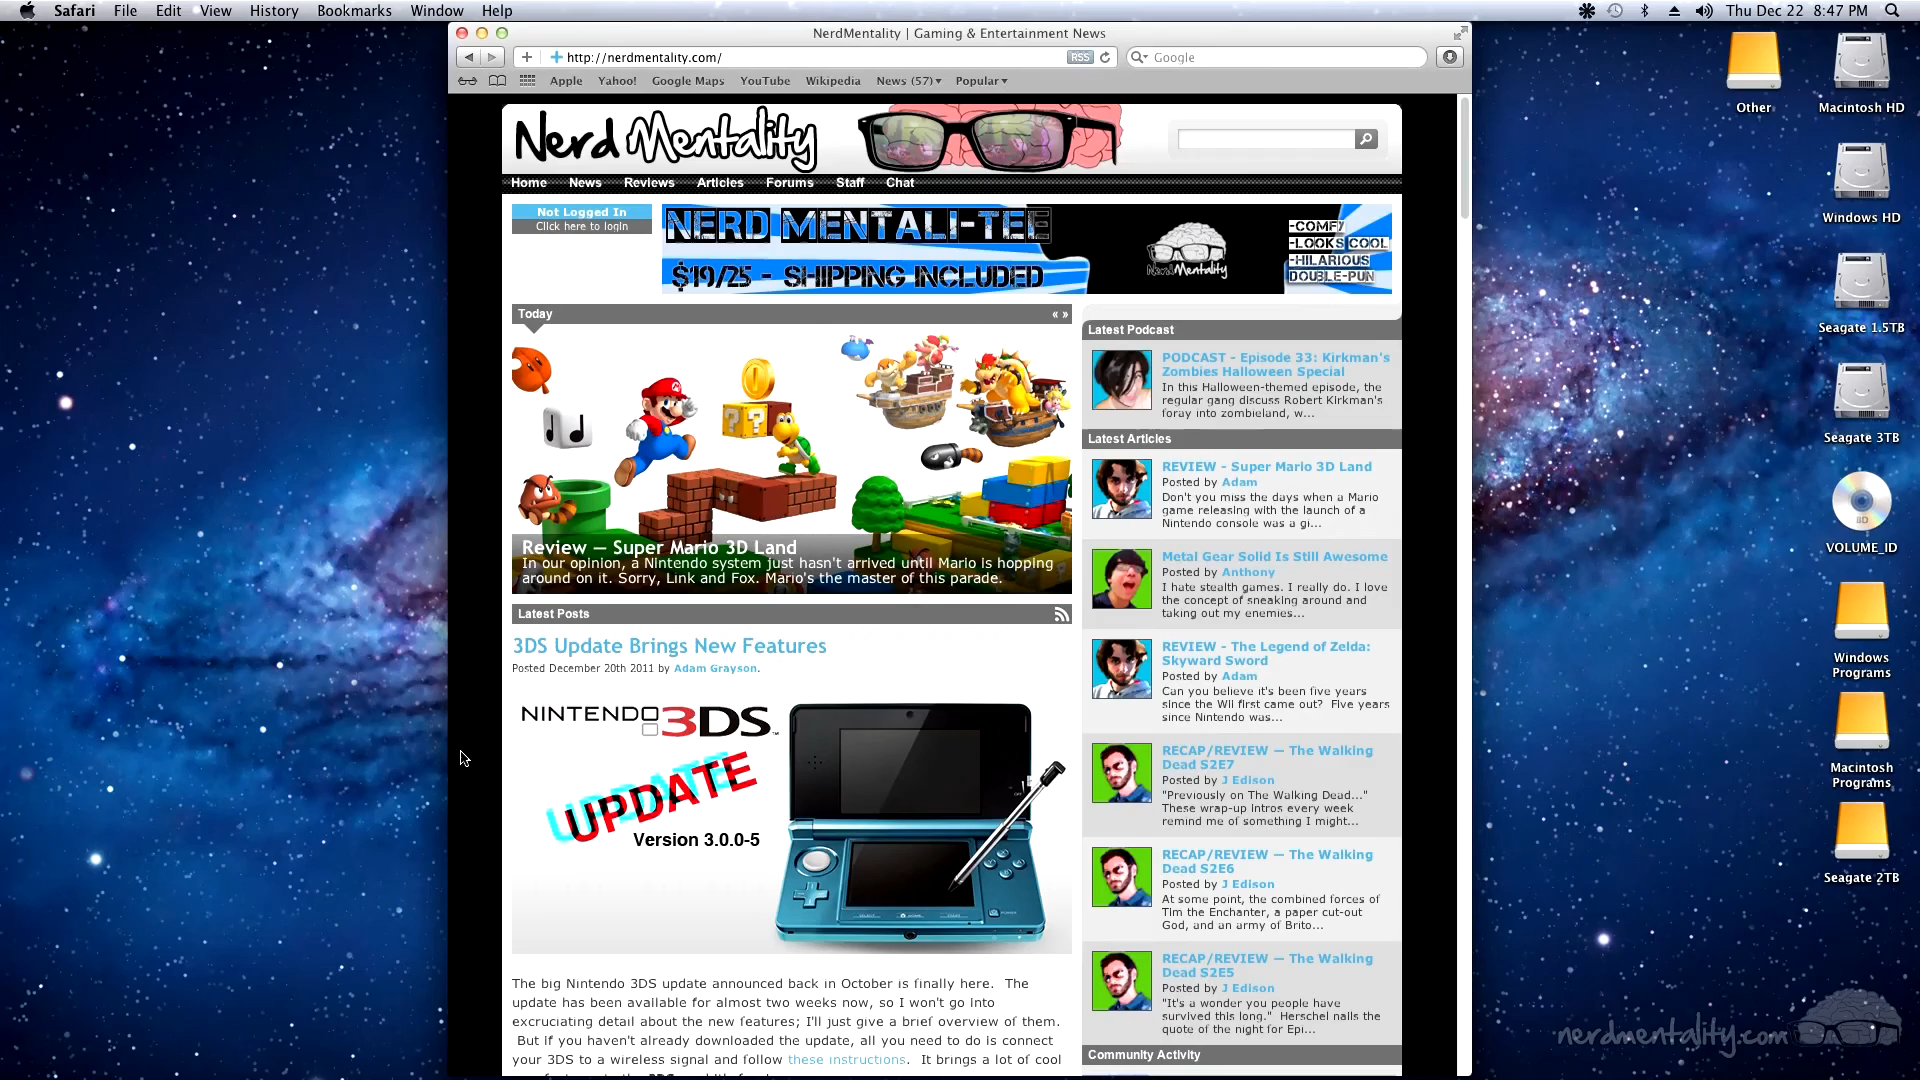 Safari File Edit View History Bookmarks Window Help
Thu Dec 22 8:47 PM
NerdMentality | Gaming & Entertainment News
http://nerdmentality.com/
RSS
Google
Apple Yahoo! Google Maps YouTube Wikipedia News (57) Popular
Nerd Mentality
Home News Reviews Articles Forums Staff Chat
Not Logged In
Click here to login
NERD MENTALI-TEE
$19/25 - SHIPPING INCLUDED
NerdMentality
-COMFY
-LOOKS COOL
-HILARIOUS
DOUBLE-PUN
Today
« »
Review — Super Mario 3D Land
In our opinion, a Nintendo system just hasn't arrived until Mario is hopping
around on it. Sorry, Link and Fox. Mario's the master of this parade.
Latest Posts
3DS Update Brings New Features
Posted December 20th 2011 by Adam Grayson.
NINTENDO 3DS™
UPDATE
Version 3.0.0-5
The big Nintendo 3DS update announced back in October is finally here. The
update has been available for almost two weeks now, so I won't go into
excruciating detail about the new features; I'll just give a brief overview of them.
But if you haven't already downloaded the update, all you need to do is connect
your 3DS to a wireless signal and follow these instructions. It brings a lot of cool
Latest Podcast
PODCAST - Episode 33: Kirkman's
Zombies Halloween Special
In this Halloween-themed episode, the
regular gang discuss Robert Kirkman's
foray into zombieland, w...
Latest Articles
REVIEW - Super Mario 3D Land
Posted by Adam
Don't you miss the days when a Mario
game releasing with the launch of a
Nintendo console was a gi...
Metal Gear Solid Is Still Awesome
Posted by Anthony
I hate stealth games. I really do. I love
the concept of sneaking around and
taking out my enemies...
REVIEW - The Legend of Zelda:
Skyward Sword
Posted by Adam
Can you believe it's been five years
since the Wii first came out? Five years
since Nintendo was...
RECAP/REVIEW — The Walking
Dead S2E7
Posted by J Edison
"Previously on The Walking Dead..."
These wrap-up intros every week
remind me of something I might...
RECAP/REVIEW — The Walking
Dead S2E6
Posted by J Edison
At some point, the combined forces of
Tim the Enchanter, a paper cut-out
God, and an army of Brito...
RECAP/REVIEW — The Walking
Dead S2E5
Posted by J Edison
"It's a wonder you people have
survived this long." Herschel nails the
quote of the night for Epi...
Community Activity
Other
Macintosh HD
Windows HD
Seagate 1.5TB
Seagate 3TB
BD
VOLUME_ID
Windows
Programs
Macintosh
Programs
Seagate 2TB
nerdmentality.com